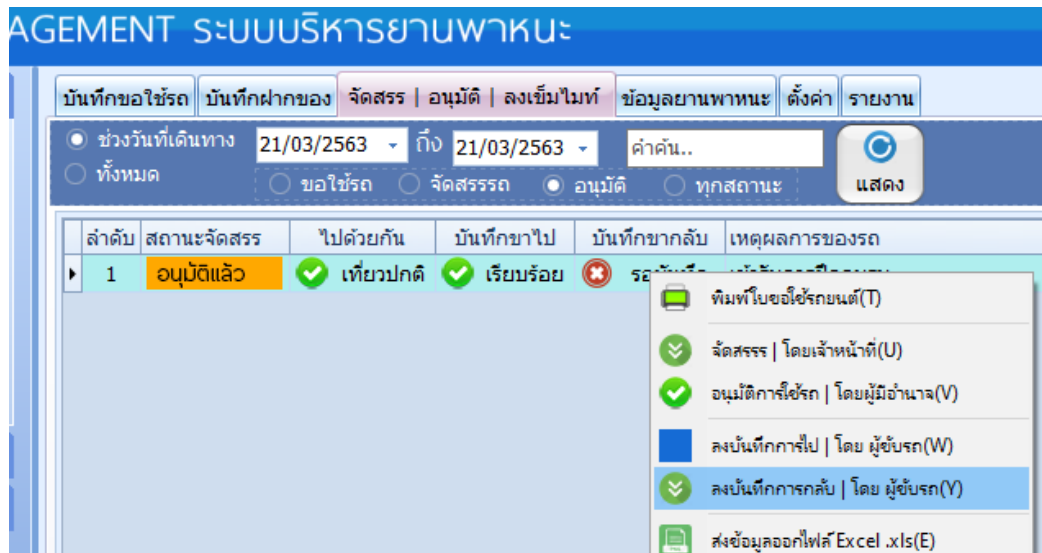 AGEMENT ระบบบริหารยานพาหนะ
บันทึกขอใช้รถ บันทึกฝากของ จัดสรร | อนุมัติ | ลงเข็มไมท์ ข้อมูลยานพาหนะ ตั้งค่า รายงาน
ช่วงวันที่เดินทาง 21/03/2563 ถึง 21/03/2563 คำค้น..
ทั้งหมด ขอใช้รถ จัดสรรรถ อนุมัติ ทุกสถานะ แสดง
ลำดับ สถานะจัดสรร ไปด้วยกัน บันทึกขาไป บันทึกขากลับ เหตุผลการของรถ
1 อนุมัติแล้ว เที่ยวปกติ เรียบร้อย
พิมพ์ใบขอใช้รถยนต์(T)
จัดสรรร | โดยเจ้าหน้าที่(U)
อนุมัติการใช้รถ | โดยผู้มีอำนาจ(V)
ลงบันทึกการไป | โดย ผู้ขับรถ(W)
ลงบันทึกการกลับ | โดย ผู้ขับรถ(Y)
ส่งข้อมูลออกไฟล์ Excel .xls(E)